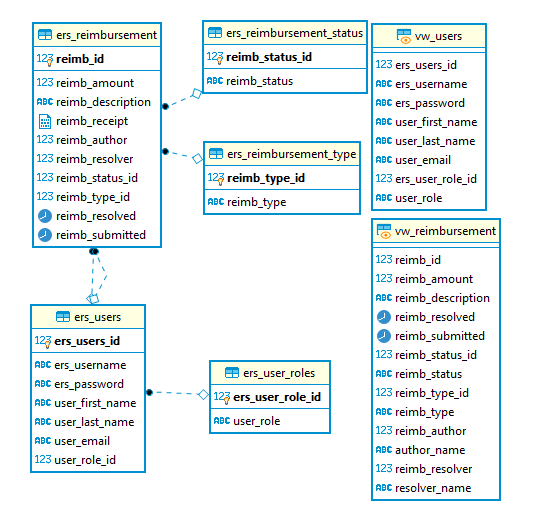 ers_reimbursement
123 reimb_id
123 reimb_amount
ABC reimb_description
reimb_receipt
123 reimb_author
123 reimb_resolver
123 reimb_status_id
123 reimb_type_id
reimb_resolved
reimb_submitted
ers_reimbursement_status
123 reimb_status_id
ABC reimb_status
ers_reimbursement_type
123 reimb_type_id
ABC reimb_type
vw_users
123 ers_users_id
ABC ers_username
ABC ers_password
ABC user_first_name
ABC user_last_name
ABC user_email
123 ers_user_role_id
ABC user_role
vw_reimbursement
123 reimb_id
123 reimb_amount
ABC reimb_description
reimb_resolved
reimb_submitted
123 reimb_status_id
ABC reimb_status
123 reimb_type_id
ABC reimb_type
123 reimb_author
ABC author_name
123 reimb_resolver
ABC resolver_name
ers_users
123 ers_users_id
ABC ers_username
ABC ers_password
ABC user_first_name
ABC user_last_name
ABC user_email
123 user_role_id
ers_user_roles
123 ers_user_role_id
ABC user_role